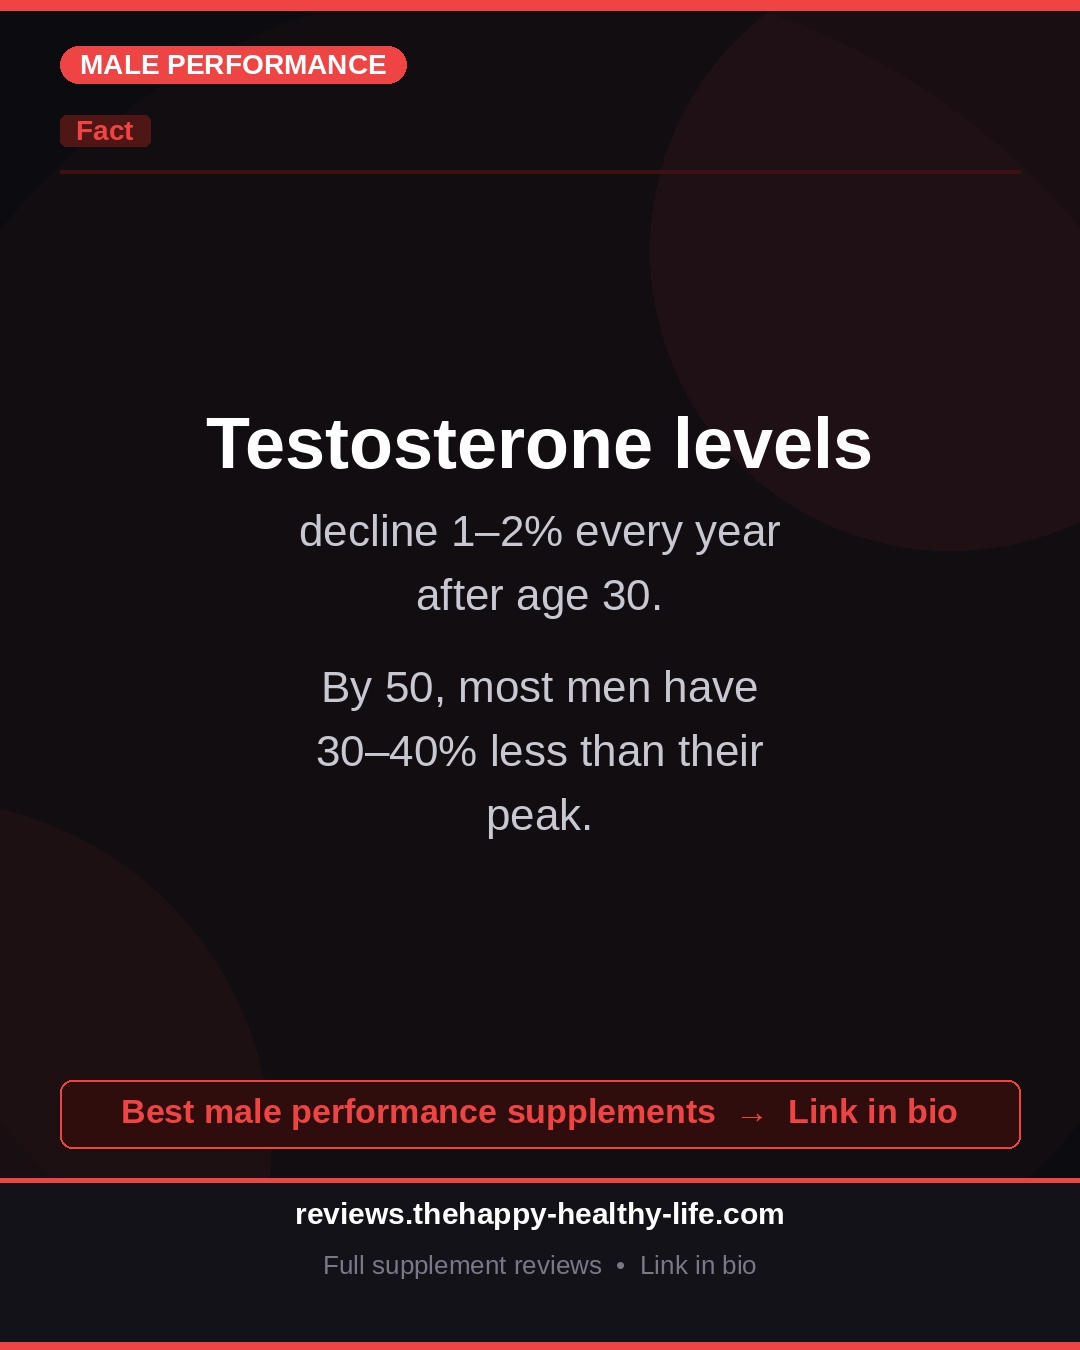 MALE PERFORMANCE
Fact
Testosterone levels
decline 1–2% every year
after age 30.
By 50, most men have
30–40% less than their
peak.
Best male performance supplements → Link in bio
reviews.thehappy-healthy-life.com
Full supplement reviews • Link in bio